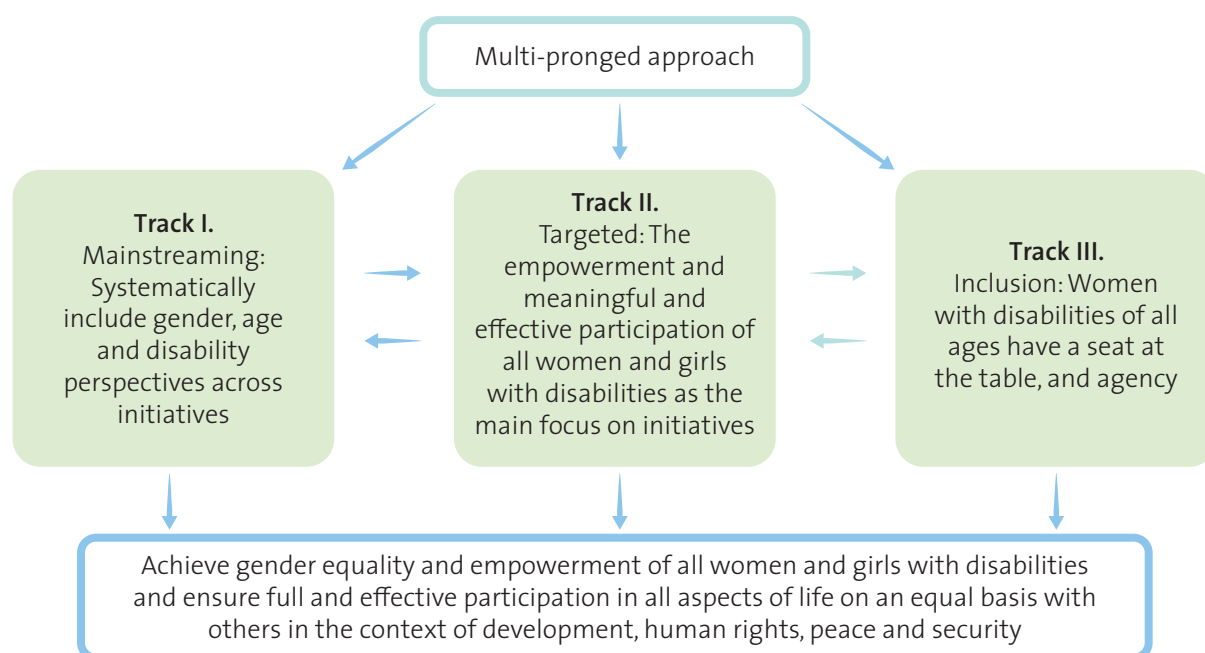 Multi-pronged approach
Track I.
Mainstreaming:
Systematically
include gender, age
and disability
perspectives across
initiatives
Track II.
Targeted: The
empowerment and
meaningful and
effective participation of
all women and girls
with disabilities as the
main focus on initiatives
Track III.
Inclusion: Women
with disabilities of all
ages have a seat at
the table, and agency
Achieve gender equality and empowerment of all women and girls with disabilities
and ensure full and effective participation in all aspects of life on an equal basis with
others in the context of development, human rights, peace and security